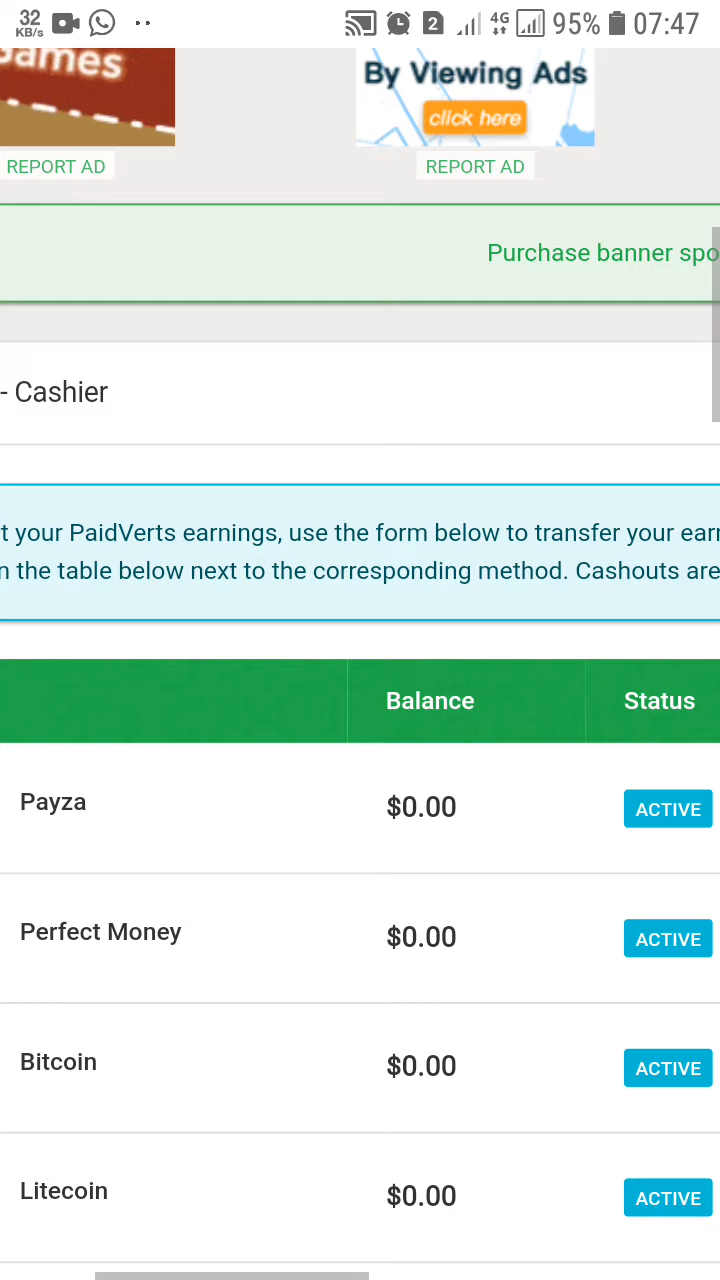 32
KB/s
2
4G
95%
07:47
ames
By Viewing Ads
click here
REPORT AD
REPORT AD
Purchase banner spo
- Cashier
t your PaidVerts earnings, use the form below to transfer your earn
n the table below next to the corresponding method. Cashouts are
Balance Status
Payza $0.00 ACTIVE
Perfect Money $0.00 ACTIVE
Bitcoin $0.00 ACTIVE
Litecoin $0.00 ACTIVE